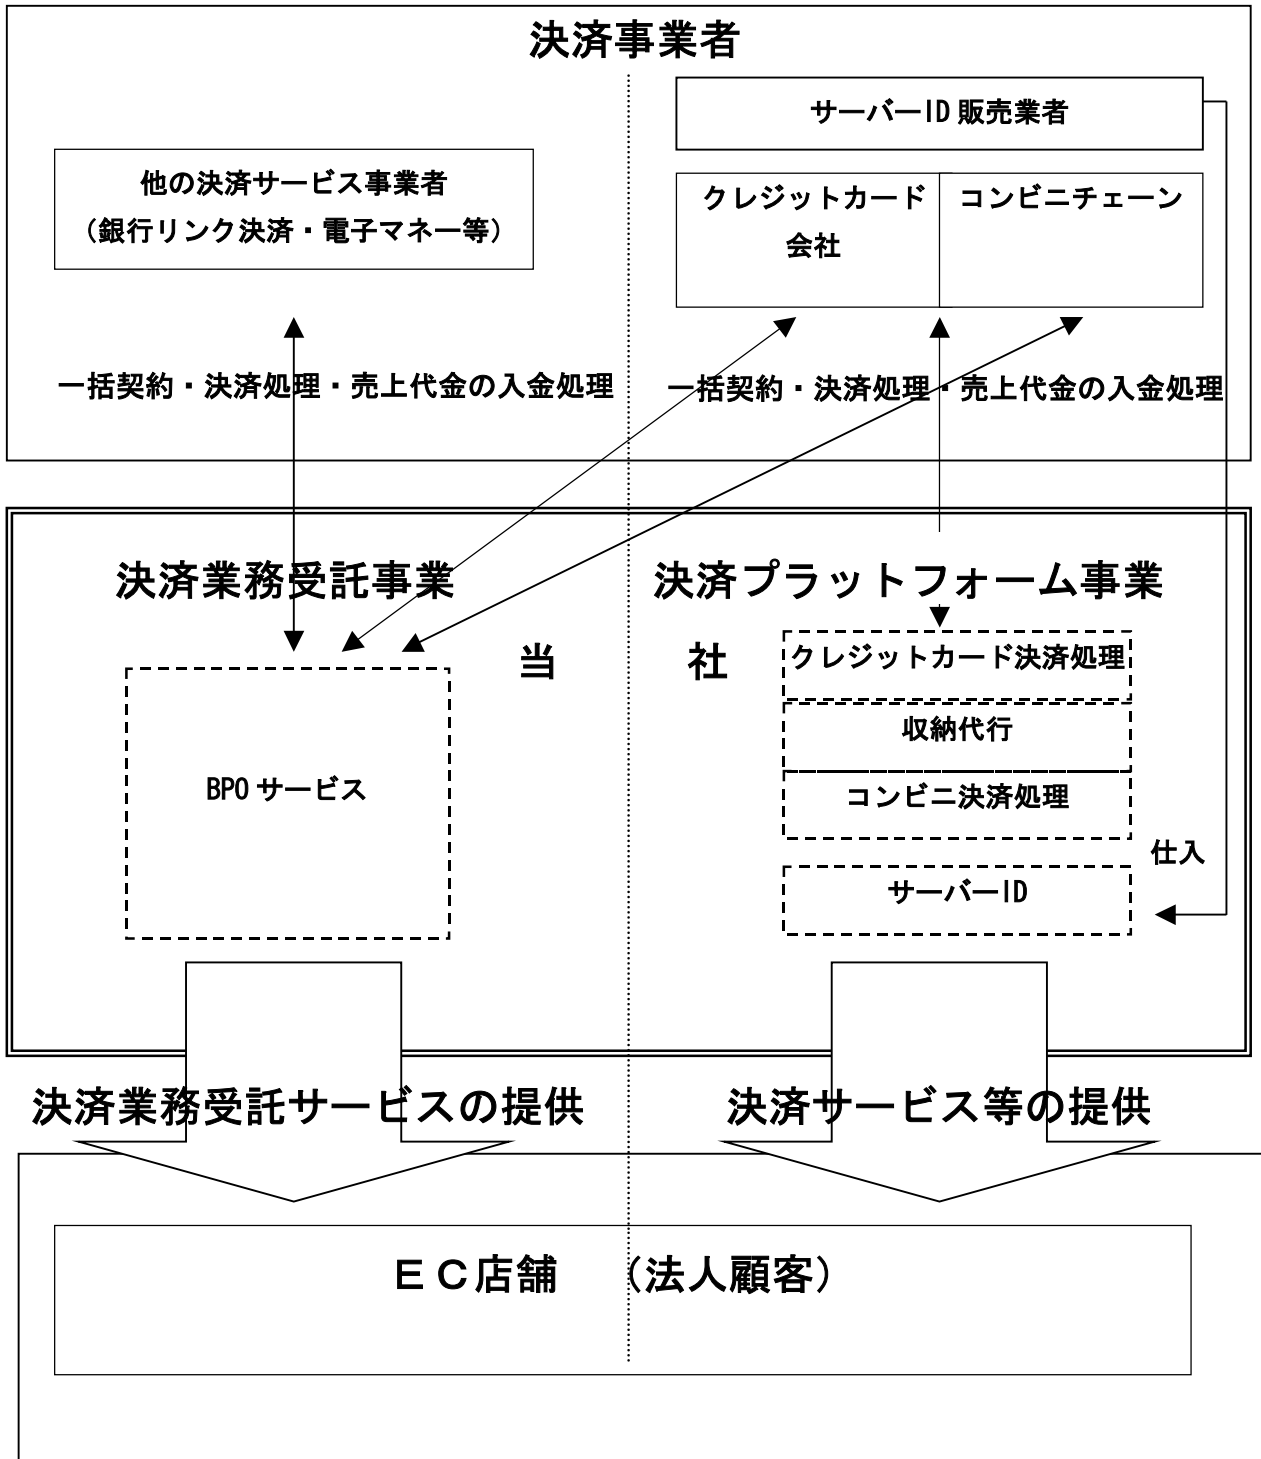 決済事業者
サーバーID 販売業者
他の決済サービス事業者
（銀行リンク決済・電子マネー等）
クレジットカード
会社
コンビニチェーン
一括契約・決済処理・売上代金の入金処理
一括契約・決済処理・売上代金の入金処理
決済業務受託事業
決済プラットフォーム事業
当 社
クレジットカード決済処理
収納代行
コンビニ決済処理
BPO サービス
仕入
サーバーID
決済業務受託サービスの提供
決済サービス等の提供
ＥＣ店舗 （法人顧客）